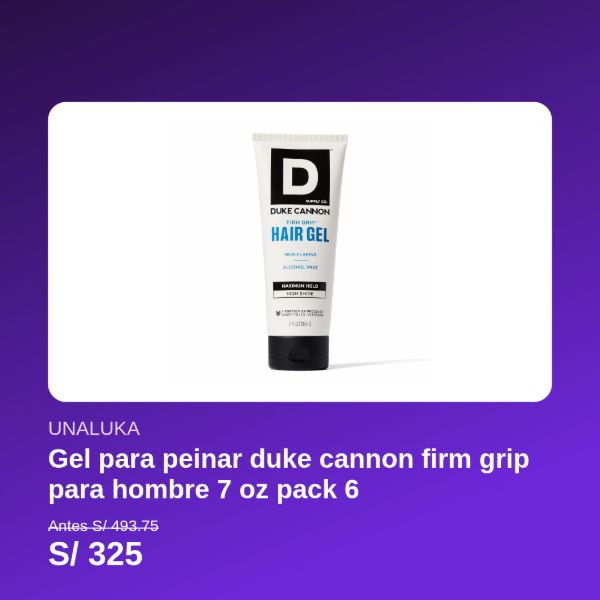 D
SUPPLY CO.
DUKE CANNON
FIRM GRIP
HAIR GEL
NON-FLAKING
ALCOHOL FREE
MAXIMUM HOLD
HIGH SHINE
UNALUKA
Gel para peinar duke cannon firm grip
para hombre 7 oz pack 6
Antes S/ 493.75
S/ 325